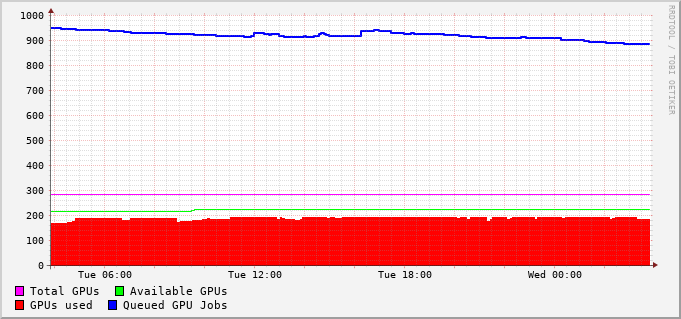 1000
900
800
700
600
500
400
300
200
100
0
Tue 06:00 Tue 12:00 Tue 18:00 Wed 00:00
Total GPUs Available GPUs
GPUs used Queued GPU Jobs
RRDTOOL / TOBI OETIKER